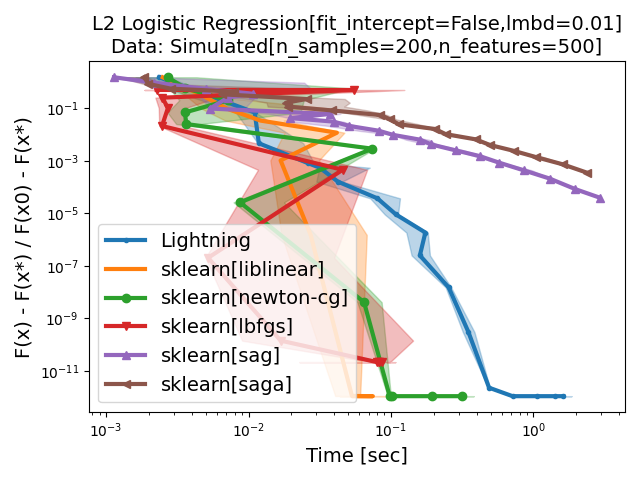 L2 Logistic Regression[fit_intercept=False,lmbd=0.01]
Data: Simulated[n_samples=200,n_features=500]
F(x) - F(x*) / F(x0) - F(x*)
10⁻¹
10⁻³
10⁻⁵
10⁻⁷
10⁻⁹
10⁻¹¹
Lightning
sklearn[liblinear]
sklearn[newton-cg]
sklearn[lbfgs]
sklearn[sag]
sklearn[saga]
10⁻³ 10⁻² 10⁻¹ 10⁰
Time [sec]